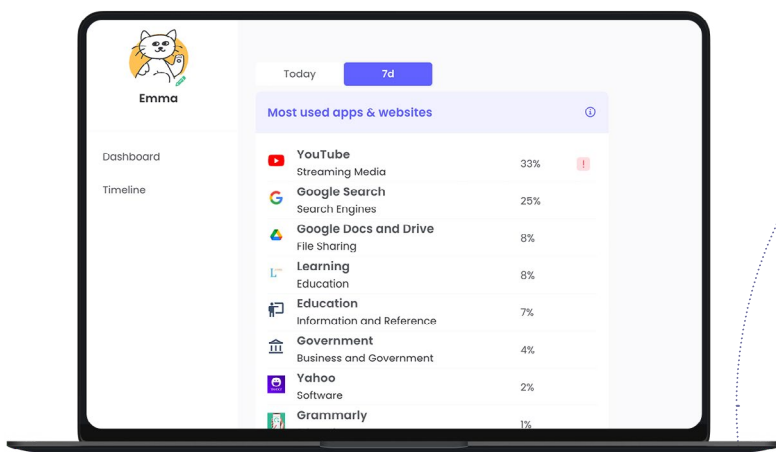 Emma
Dashboard
Timeline
Today 7d
Most used apps & websites
YouTube
Streaming Media
33% !
Google Search
Search Engines
25%
Google Docs and Drive
File Sharing
8%
Learning
Education
8%
Education
Information and Reference
7%
Government
Business and Government
4%
Yahoo
Software
2%
Grammarly
1%